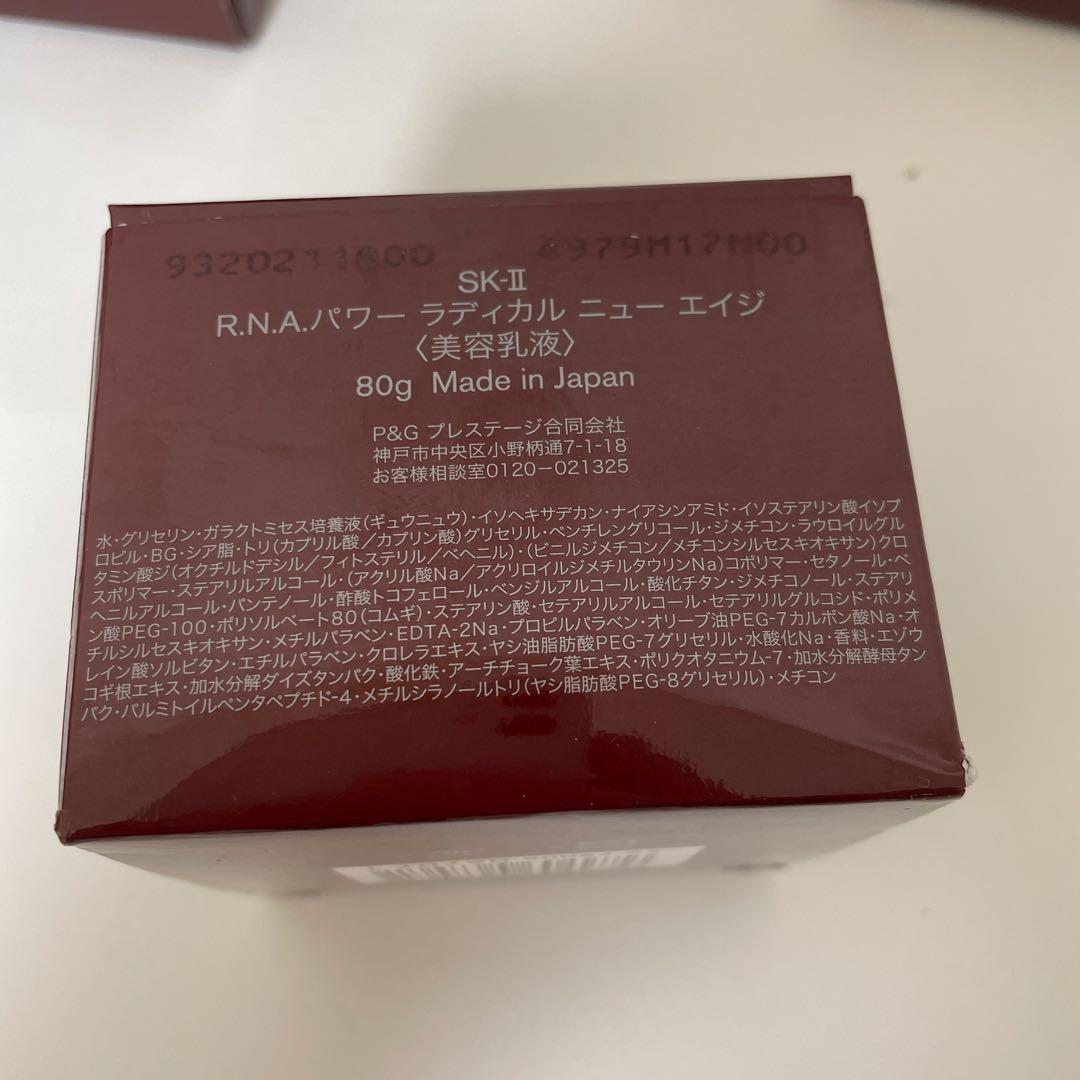 9320211000 4979M17M00
SK-II
R.N.A.パワー ラディカル ニュー エイジ
〈美容乳液〉
80g Made in Japan
P&G プレステージ合同会社
神戸市中央区小野柄通7-1-18
お客様相談室0120-021325
水・グリセリン・ガラクトミセス培養液(ギュウニュウ)・イソヘキサデカン・ナイアシンアミド・イソステアリン酸イソプ
ロピル・BG・シア脂・トリ(カプリル酸／カプリン酸)グリセリル・ペンチレングリコール・ジメチコン・ラウロイルグル
タミン酸ジ(オクチルドデシル／フィトステリル／ベヘニル)・(ビニルジメチコン／メチコンシルセスキオキサン)クロ
スポリマー・ステアリルアルコール・(アクリル酸Na／アクリロイルジメチルタウリンNa)コポリマー・セタノール・ベ
ヘニルアルコール・パンテノール・酢酸トコフェロール・ベンジルアルコール・酸化チタン・ジメチコノール・ステアリ
ン酸PEG-100・ポリソルベート80(コムギ)・ステアリン酸・セテアリルアルコール・セテアリルグルコシド・ポリメ
チルシルセスキオキサン・メチルパラベン・EDTA-2Na・プロピルパラベン・オリーブ油PEG-7カルボン酸Na・オ
レイン酸ソルビタン・エチルパラベン・クロレラエキス・ヤシ油脂肪酸PEG-7グリセリル・水酸化Na・香料・エゾウ
コギ根エキス・加水分解ダイズタンパク・酸化鉄・アーチチョーク葉エキス・ポリクオタニウム-7・加水分解酵母タン
パク・パルミトイルペンタペプチド-4・メチルシラノールトリ(ヤシ脂肪酸PEG-8グリセリル)・メチコン